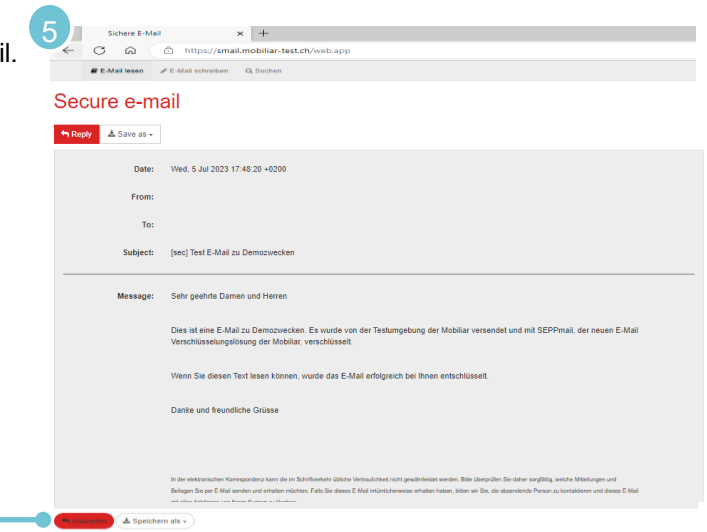 5
il.
Sichere E-Mail
https://smail.mobiliar-test.ch/web.app
E-Mail lesen E-Mail schreiben Suchen
Secure e-mail
Reply Save as
Date: Wed, 5 Jul 2023 17:48:20 +0200
From:
To:
Subject: [sec] Test E-Mail zu Demozwecken
Message: Sehr geehrte Damen und Herren
Dies ist eine E-Mail zu Demozwecken. Es wurde von der Testumgebung der Mobiliar versendet und mit SEPPmail, der neuen E-Mail
Verschlüsselungslösung der Mobiliar, verschlüsselt.
Wenn Sie diesen Text lesen können, wurde das E-Mail erfolgreich bei Ihnen entschlüsselt.
Danke und freundliche Grüsse
In der elektronischen Korrespondenz kann die im Schriftverkehr übliche Vertraulichkeit nicht gewährleistet werden. Bitte überprüfen Sie daher sorgfältig, welche Mitteilungen und
Beilagen Sie per E-Mail senden und erhalten möchten. Falls Sie dieses E-Mail irrtümlicherweise erhalten haben, bitten wir Sie, die absendende Person zu kontaktieren und dieses E-Mail
Antworten Speichern als